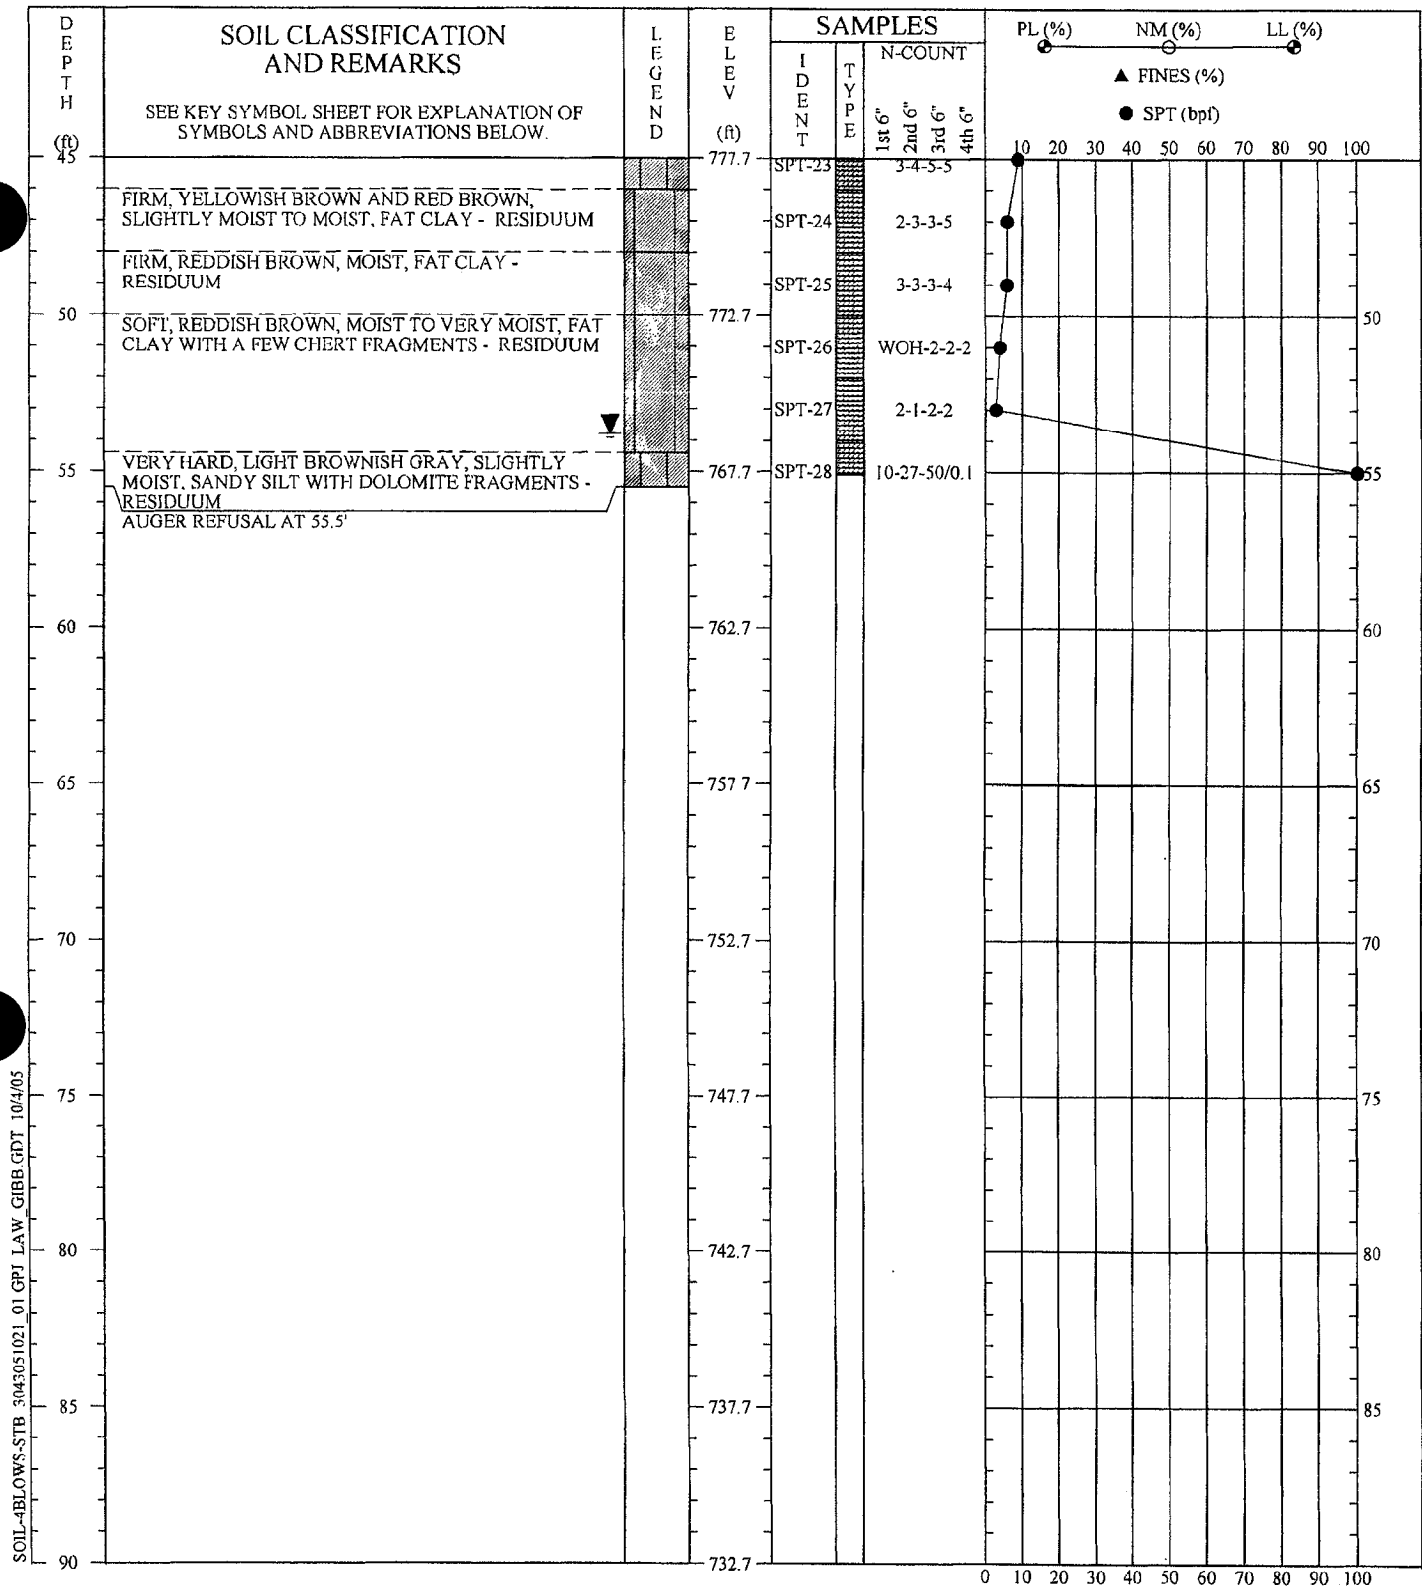 DEPTH
(ft)
SOIL CLASSIFICATION
AND REMARKS
SEE KEY SYMBOL SHEET FOR EXPLANATION OF
SYMBOLS AND ABBREVIATIONS BELOW.
LEGEND
ELEV
(ft)
SAMPLES
IDENT
TYPE
N-COUNT
1st 6"
2nd 6"
3rd 6"
4th 6"
PL (%) NM (%) LL (%)
▲ FINES (%)
● SPT (bpf)
10 20 30 40 50 60 70 80 90 100
45 777.7 SPT-23 3-4-5-5
FIRM, YELLOWISH BROWN AND RED BROWN,
SLIGHTLY MOIST TO MOIST, FAT CLAY - RESIDUUM
SPT-24 2-3-3-5
FIRM, REDDISH BROWN, MOIST, FAT CLAY -
RESIDUUM
SPT-25 3-3-3-4
50 772.7 50
SOFT, REDDISH BROWN, MOIST TO VERY MOIST, FAT
CLAY WITH A FEW CHERT FRAGMENTS - RESIDUUM
SPT-26 WOH-2-2-2
SPT-27 2-1-2-2
VERY HARD, LIGHT BROWNISH GRAY, SLIGHTLY
MOIST, SANDY SILT WITH DOLOMITE FRAGMENTS -
RESIDUUM
55 767.7 SPT-28 10-27-50/0.1 55
AUGER REFUSAL AT 55.5'
60 762.7 60
65 757 7 65
70 752.7 70
75 747.7 75
80 742.7 80
85 737.7 85
90 732.7
0 10 20 30 40 50 60 70 80 90 100
SOIL-4BLOWS-STB 3043051021_01 GPJ LAW_GIBB.GDT 10/4/05